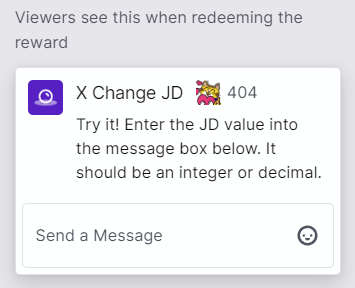 Viewers see this when redeeming the
reward
X Change JD 404
Try it! Enter the JD value into
the message box below. It
should be an integer or decimal.
Send a Message